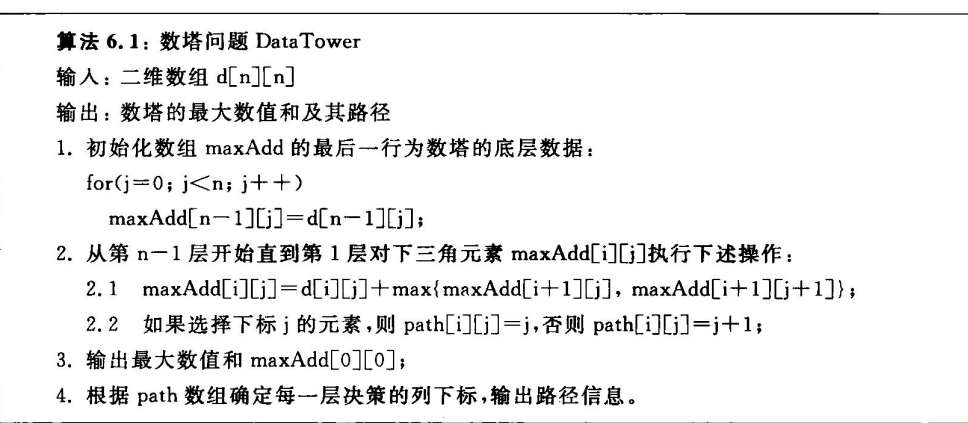 算法 6.1：数塔问题 DataTower
输入：二维数组 d[n][n]
输出：数塔的最大数值和及其路径
1. 初始化数组 maxAdd 的最后一行为数塔的底层数据：
for(j=0; j<n; j++)
maxAdd[n-1][j]=d[n-1][j];
2. 从第 n-1 层开始直到第 1 层对下三角元素 maxAdd[i][j]执行下述操作：
2.1 maxAdd[i][j]=d[i][j]+max{maxAdd[i+1][j], maxAdd[i+1][j+1]};
2.2 如果选择下标 j 的元素,则 path[i][j]=j,否则 path[i][j]=j+1;
3. 输出最大数值和 maxAdd[0][0];
4. 根据 path 数组确定每一层决策的列下标,输出路径信息。